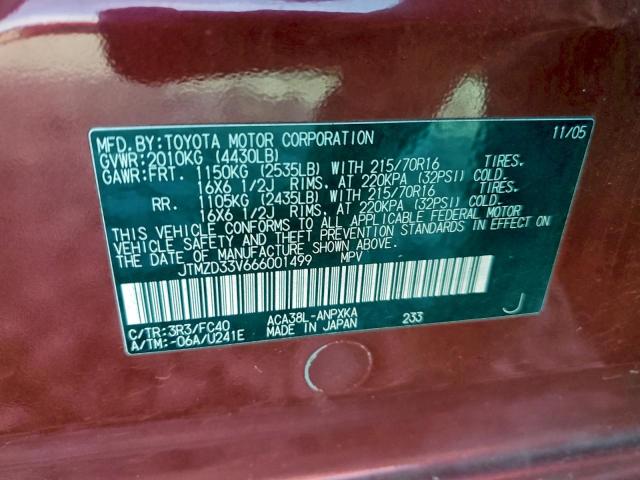 MFD. BY: TOYOTA MOTOR CORPORATION 11/05
GVWR: 2010KG (4430LB)
GAWR: FRT. 1150KG (2535LB) WITH 215/70R16 TIRES.
16X6 1/2J RIMS. AT 220KPA (32PSI) COLD.
RR. 1105KG (2435LB) WITH 215/70R16 TIRES.
16X6 1/2J RIMS. AT 220KPA (32PSI) COLD.
THIS VEHICLE CONFORMS TO ALL APPLICABLE FEDERAL MOTOR
VEHICLE SAFETY AND THEFT PREVENTION STANDARDS IN EFFECT ON
THE DATE OF MANUFACTURE SHOWN ABOVE.
JTMZD33V666001499 MPV
C/TR: 3R3/FC40 ACA38L-ANPXKA 233 J
A/TM: -06A/U241E MADE IN JAPAN